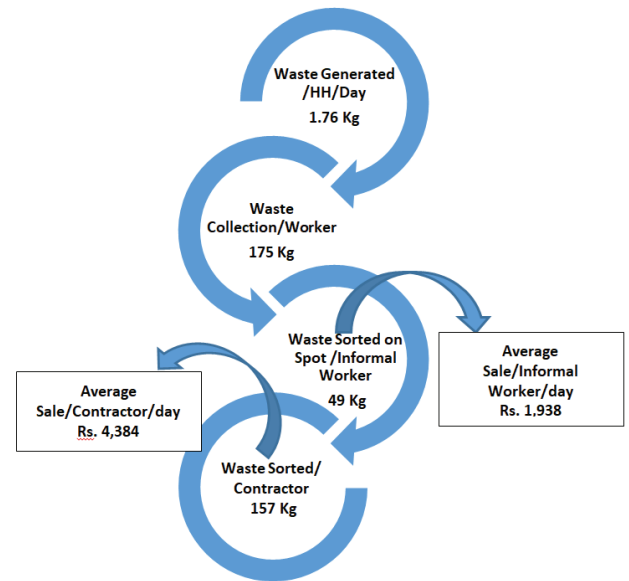 Waste Generated
/HH/Day
1.76 Kg
Waste
Collection/Worker
175 Kg
Waste Sorted on
Spot /Informal
Worker
49 Kg
Average
Sale/Informal
Worker/day
Rs. 1,938
Average
Sale/Contractor/day
Rs. 4,384
Waste Sorted/
Contractor
157 Kg